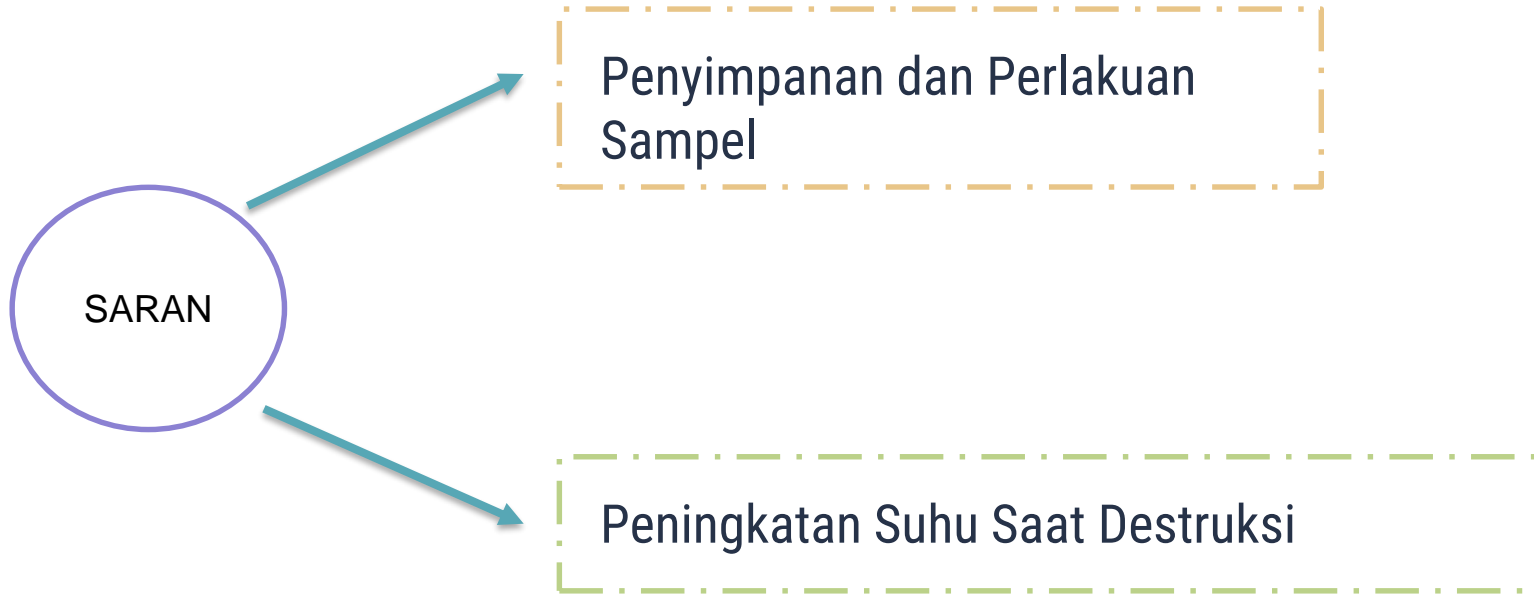 Penyimpanan dan Perlakuan
Sampel
SARAN
Peningkatan Suhu Saat Destruksi